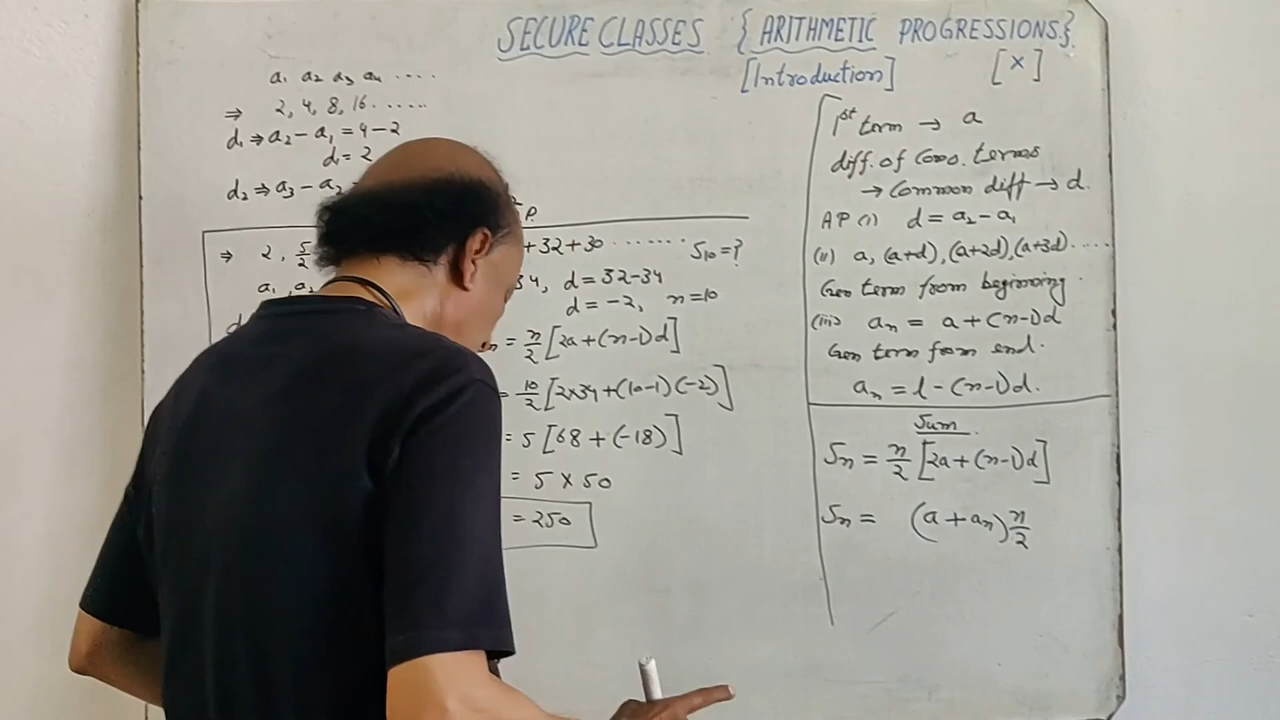 SECURE CLASSES { ARITHMETIC PROGRESSIONS.}
[Introduction] [x]
a₁ a₂ a₃ a₄ ....
⇒ 2, 4, 8, 16 ......
d₁ ⇒ a₂ - a₁ = 4 - 2
d₁ = 2
d₂ ⇒ a₃ - a₂
P.
⇒ 2, 5/2
a₁, a₂
d
+ 32 + 30 ....... S₁₀ = ?
34, d = 32 - 34
d = -2, n = 10
= n/2 [2a + (n-1)d]
= 10/2 [2×34 + (10-1)(-2)]
= 5 [68 + (-18)]
= 5 × 50
= 250
1st term → a
diff. of Cons. terms
→ Common diff → d.
AP (i) d = a₂ - a₁
(ii) a, (a+d), (a+2d), (a+3d) .....
Gen term from beginning.
(iii) aₙ = a + (n-1)d
Gen term from end.
aₙ = l - (n-1)d.
Sum
Sₙ = n/2 [2a + (n-1)d]
Sₙ = (a + aₙ) n/2